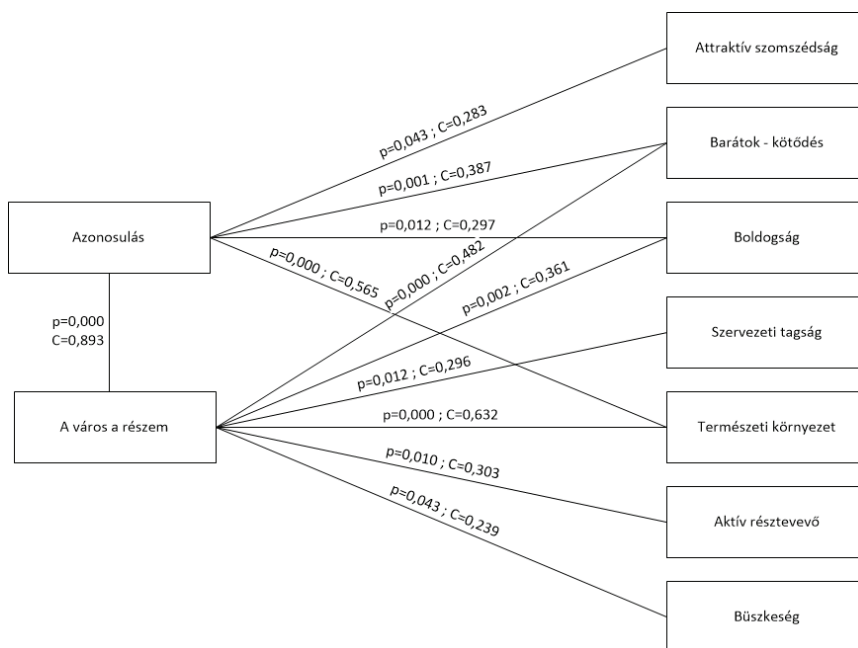 Attraktív szomszédság
p=0,043 ; C=0,283
Barátok - kötődés
p=0,001 ; C=0,387
Azonosulás
p=0,012 ; C=0,297
Boldogság
p=0,000 ; C=0,565
p=0,000 ; C=0,482
p=0,002 ; C=0,361
p=0,000
C=0,893
Szervezeti tagság
p=0,012 ; C=0,296
A város a részem
p=0,000 ; C=0,632
Természeti környezet
p=0,010 ; C=0,303
p=0,043 ; C=0,239
Aktív résztevevő
Büszkeség